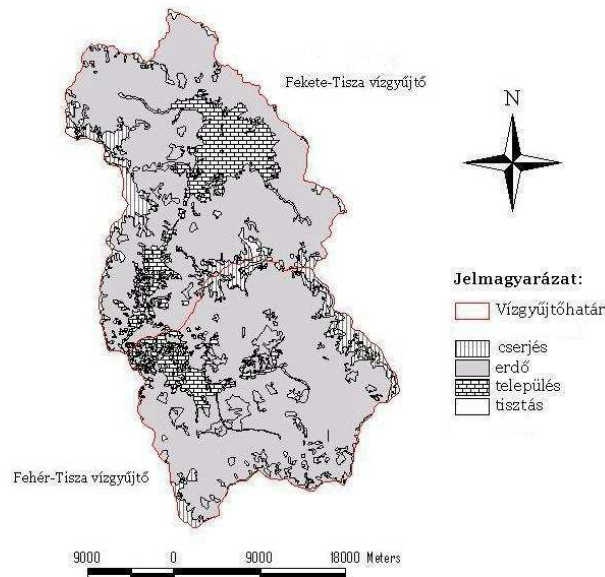 Fekete-Tisza vízgyűjtő
N
Jelmagyarázat:
Vízgyűjtőhatár
cserjés
erdő
település
tisztás
Fehér-Tisza vízgyűjtő
9000 0 9000 18000 Meters